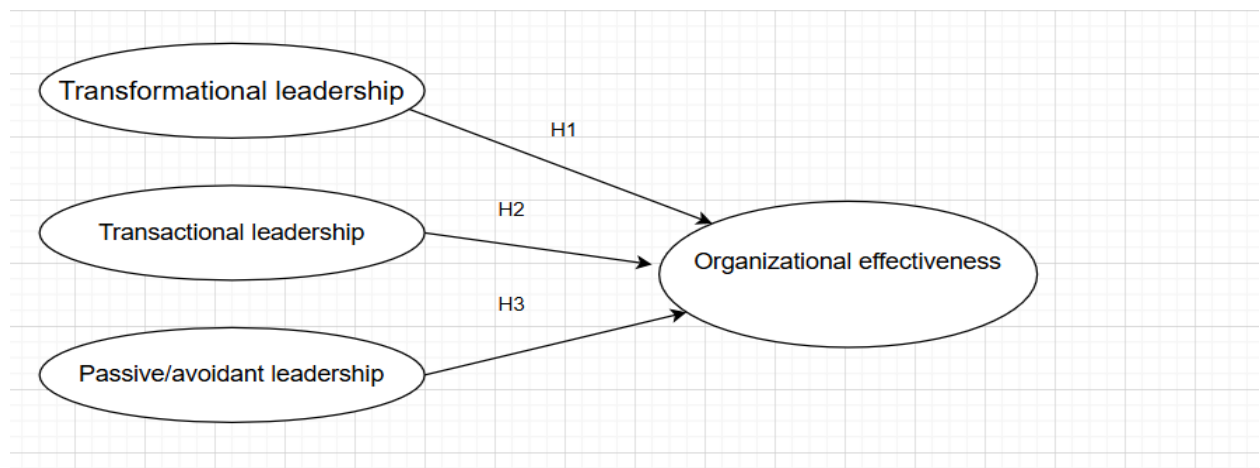 Transformational leadership
H1
H2
Transactional leadership
Organizational effectiveness
H3
Passive/avoidant leadership